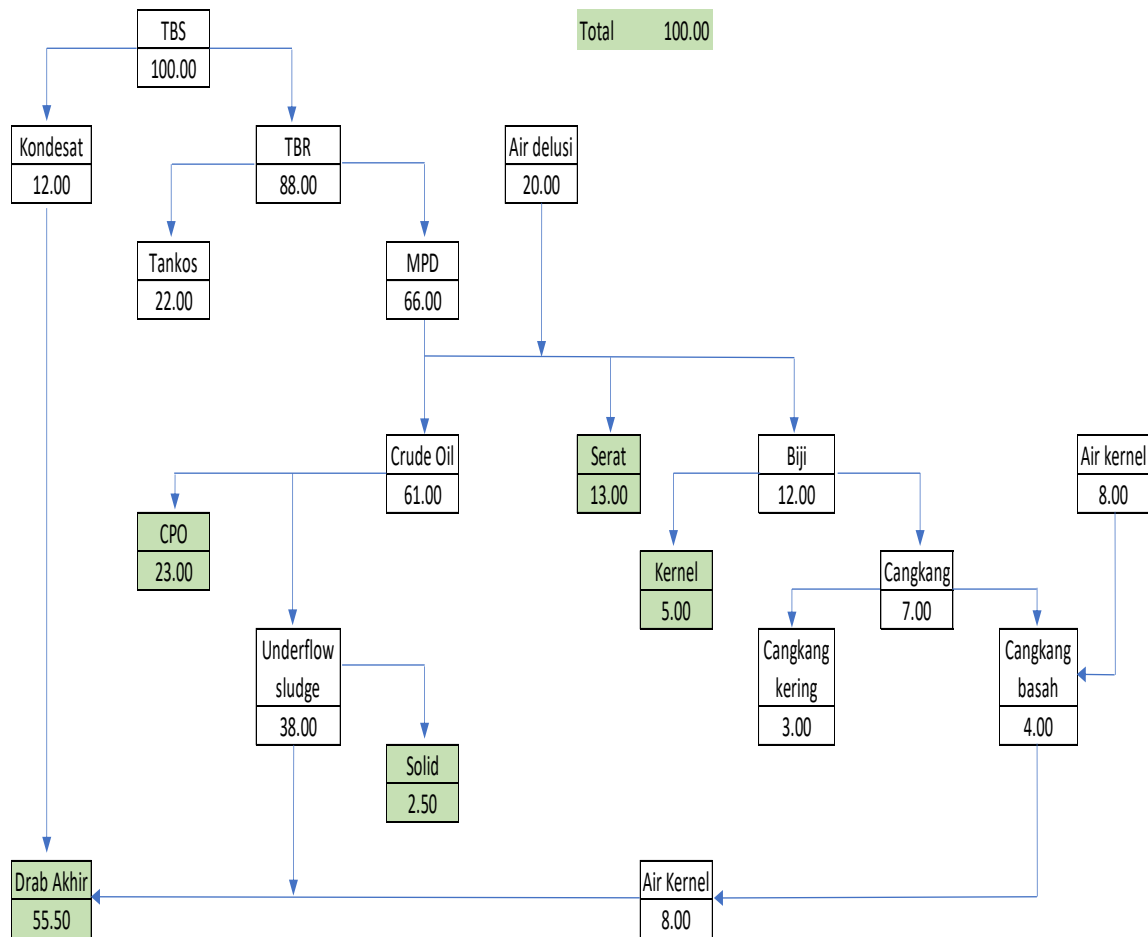 TBS
100.00
Total 100.00
Kondesat
12.00
TBR
88.00
Air delusi
20.00
Tankos
22.00
MPD
66.00
Crude Oil
61.00
Serat
13.00
Biji
12.00
Air kernel
8.00
CPO
23.00
Kernel
5.00
Cangkang
7.00
Underflow
sludge
38.00
Cangkang
kering
3.00
Cangkang
basah
4.00
Solid
2.50
Drab Akhir
55.50
Air Kernel
8.00